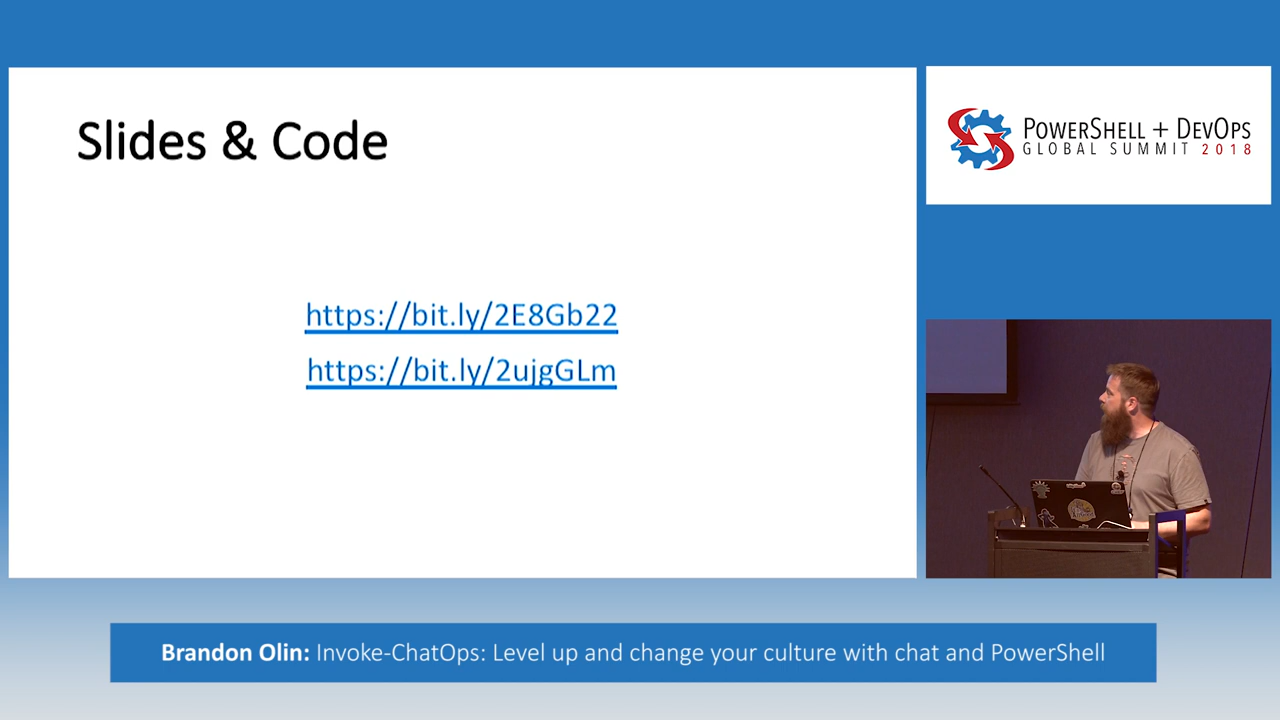 Slides & Code
https://bit.ly/2E8Gb22
https://bit.ly/2ujgGLm
POWERSHELL + DEVOPS
GLOBAL SUMMIT 2018
Brandon Olin: Invoke-ChatOps: Level up and change your culture with chat and PowerShell